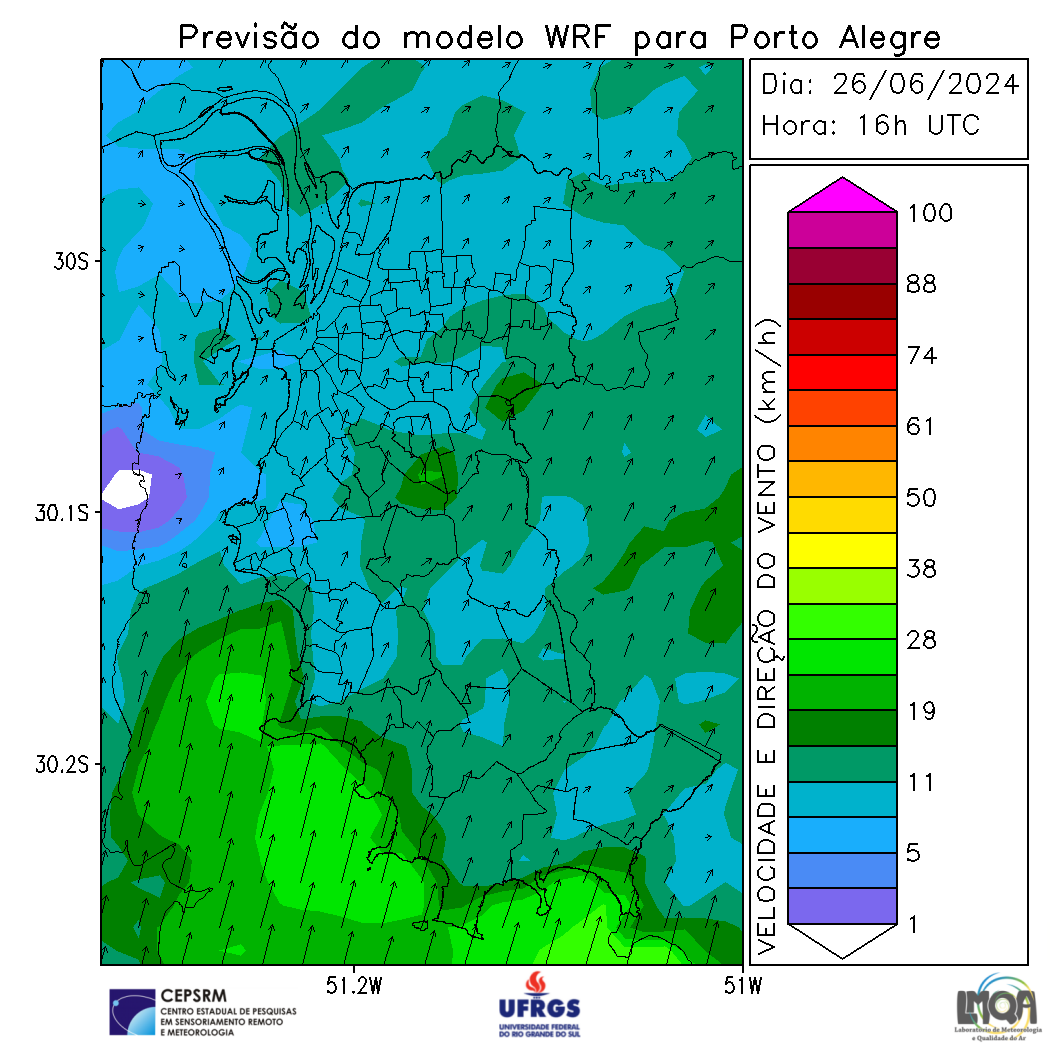 Previsão do modelo WRF para Porto Alegre
Dia: 26/06/2024
Hora: 16h UTC
30S
30.1S
30.2S
51.2W
51W
VELOCIDADE E DIREÇÃO DO VENTO (km/h)
100
88
74
61
50
38
28
19
11
5
1
CEPSRM
CENTRO ESTADUAL DE PESQUISAS
EM SENSORIAMENTO REMOTO
E METEOROLOGIA
UFRGS
UNIVERSIDADE FEDERAL
DO RIO GRANDE DO SUL
LMQA
Laboratório de Meteorologia
e Qualidade do Ar